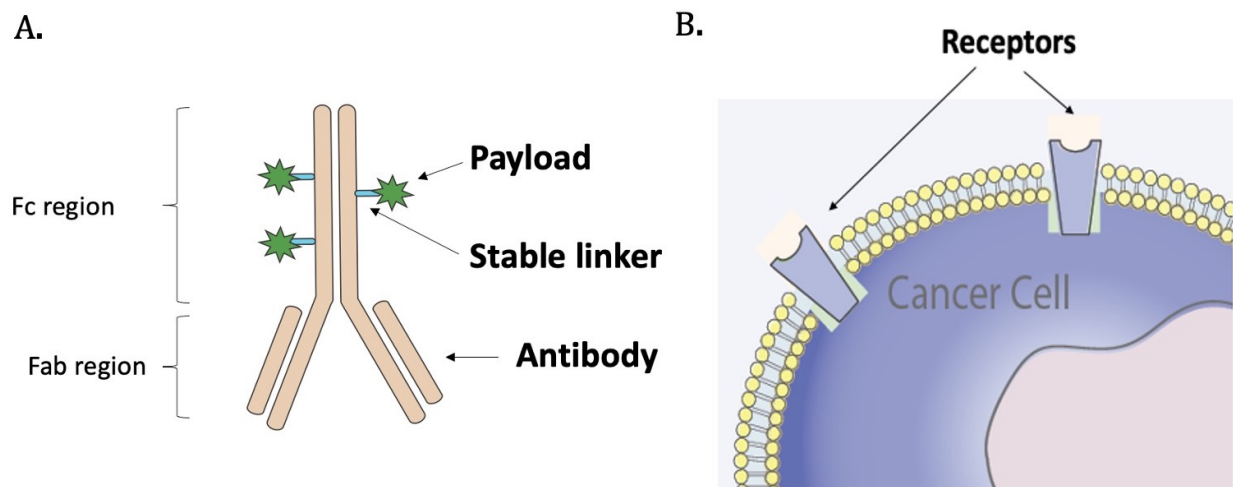 A.
Fc region
Fab region
Payload
Stable linker
Antibody
B.
Receptors
Cancer Cell